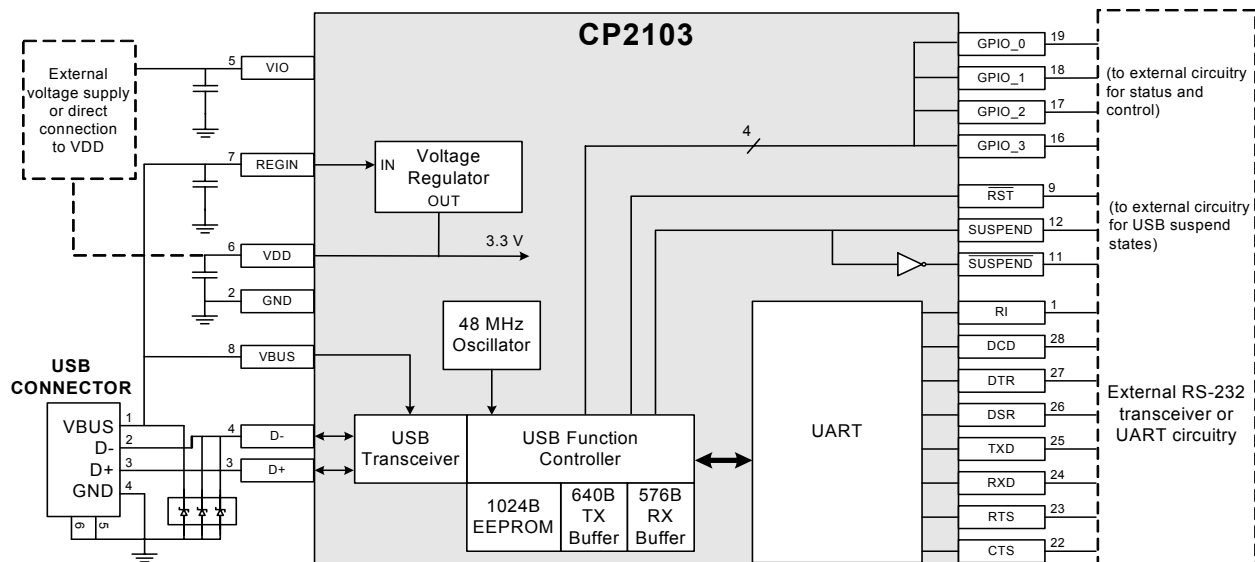 CP2103
External
voltage supply
or direct
connection
to VDD
5
VIO
7
REGIN
IN
Voltage
Regulator
OUT
6
VDD
3.3 V
2
GND
48 MHz
Oscillator
8
VBUS
USB
CONNECTOR
VBUS
1
D-
2
D+
3
GND
4
6
5
4
D-
3
D+
USB
Transceiver
USB Function
Controller
1024B
EEPROM
640B
TX
Buffer
576B
RX
Buffer
UART
4
GPIO_0
19
GPIO_1
18
GPIO_2
17
GPIO_3
16
(to external circuitry
for status and
control)
RST
9
SUSPEND
12
SUSPEND
11
(to external circuitry
for USB suspend
states)
RI
1
DCD
28
DTR
27
DSR
26
TXD
25
RXD
24
RTS
23
CTS
22
External RS-232
transceiver or
UART circuitry